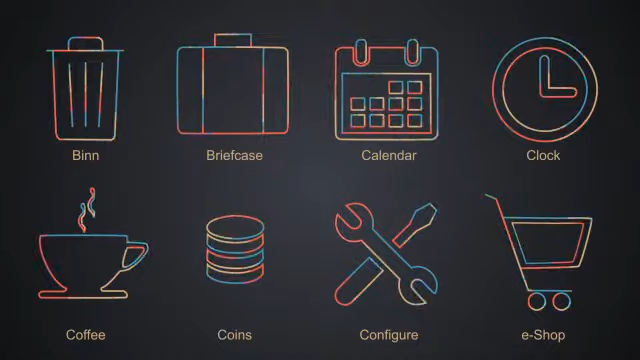 Binn
Briefcase
Calendar
Clock
Coffee
Coins
Configure
e-Shop